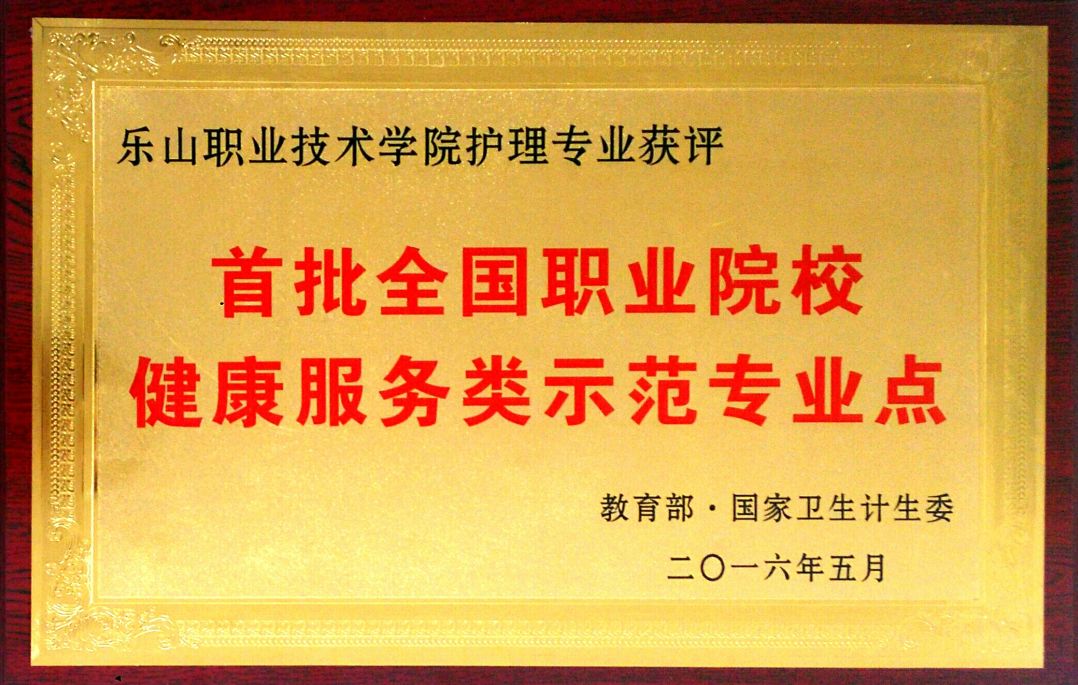 乐山职业技术学院护理专业获评
首批全国职业院校
健康服务类示范专业点
教育部·国家卫生计生委
二〇一六年五月